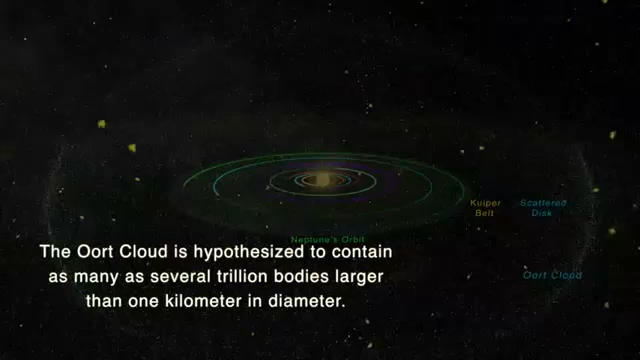 Kuiper Belt
Scattered Disk
Neptune's Orbit
The Oort Cloud is hypothesized to contain
as many as several trillion bodies larger
than one kilometer in diameter.
Oort Cloud